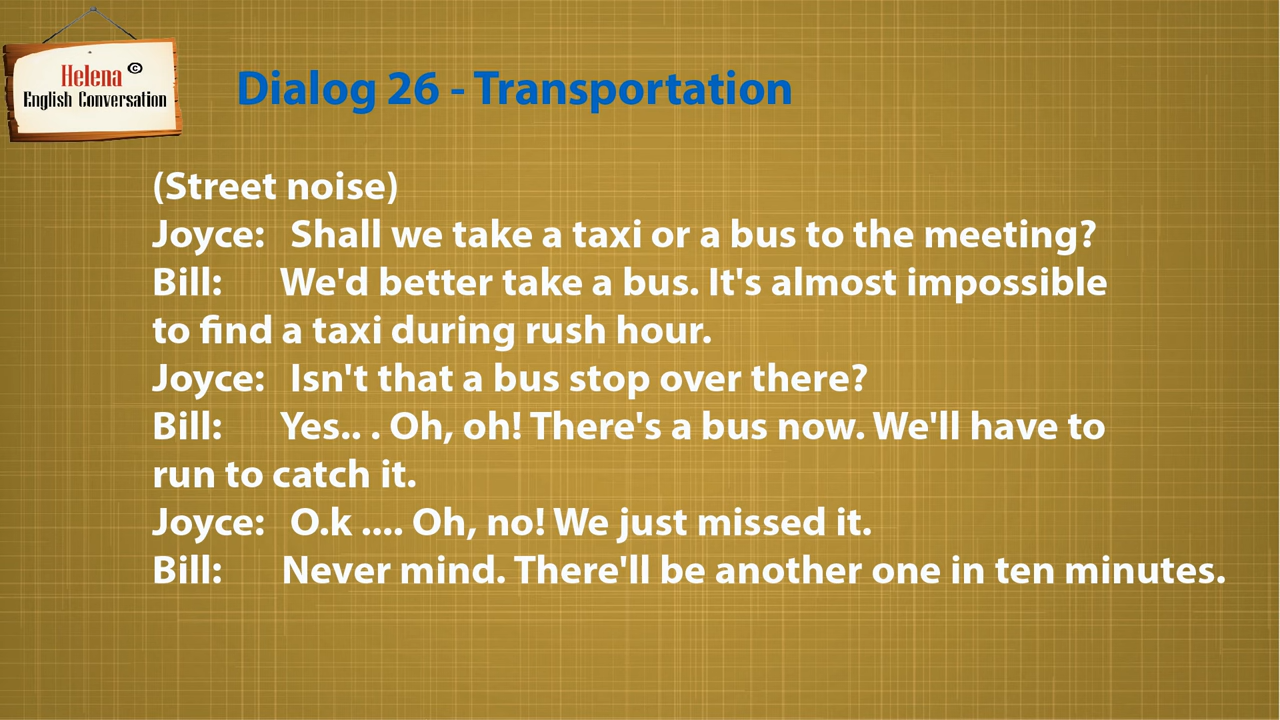 Helena ©
English Conversation
Dialog 26 - Transportation
(Street noise)
Joyce: Shall we take a taxi or a bus to the meeting?
Bill: We'd better take a bus. It's almost impossible
to find a taxi during rush hour.
Joyce: Isn't that a bus stop over there?
Bill: Yes.. . Oh, oh! There's a bus now. We'll have to
run to catch it.
Joyce: O.k .... Oh, no! We just missed it.
Bill: Never mind. There'll be another one in ten minutes.